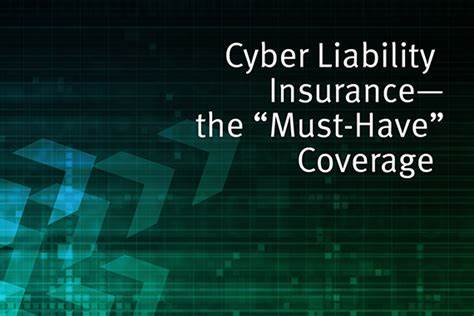 Cyber Liability
Insurance—
the “Must-Have”
Coverage